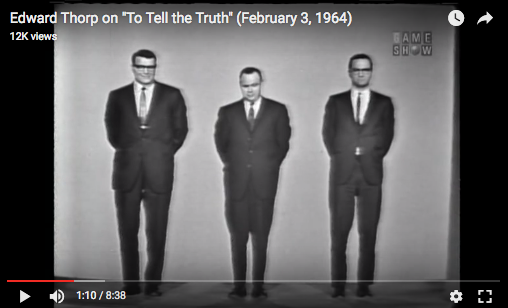 Edward Thorp on "To Tell the Truth" (February 3, 1964)
12K views
GAME
SHOW
1:10 / 8:38